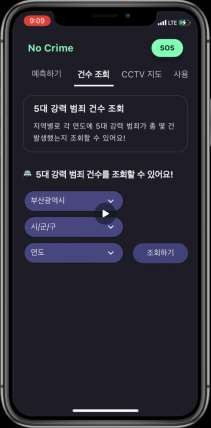 9:09
LTE
No Crime
SOS
예측하기 건수 조회 CCTV 지도 사용
5대 강력 범죄 건수 조회
지역별로 각 연도에 5대 강력 범죄가 총 몇 건
발생했는지 조회할 수 있어요!
5대 강력 범죄 건수를 조회할 수 있어요!
부산광역시
시/군/구
연도 조회하기